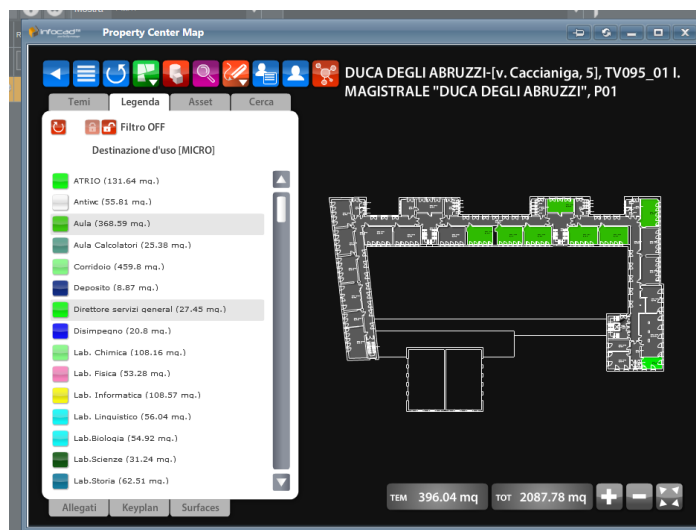 Mostra
infocad
Property Center Map
DUCA DEGLI ABRUZZI-[v. Caccianiga, 5], TV095_01 I.
MAGISTRALE "DUCA DEGLI ABRUZZI", P01
Temi Legenda Asset Cerca
Filtro OFF
Destinazione d'uso [MICRO]
ATRIO (131.64 mq.)
Antiwc (55.81 mq.)
Aula (368.59 mq.)
Aula Calcolatori (25.38 mq.)
Corridoio (459.8 mq.)
Deposito (8.87 mq.)
Direttore servizi general (27.45 mq.)
Disimpegno (20.8 mq.)
Lab. Chimica (108.16 mq.)
Lab. Fisica (53.28 mq.)
Lab. Informatica (108.57 mq.)
Lab. Linguistico (56.04 mq.)
Lab.Biologia (54.92 mq.)
Lab.Scienze (31.24 mq.)
Lab.Storia (62.51 mq.)
Allegati Keyplan Surfaces
TEM 396.04 mq TOT 2087.78 mq